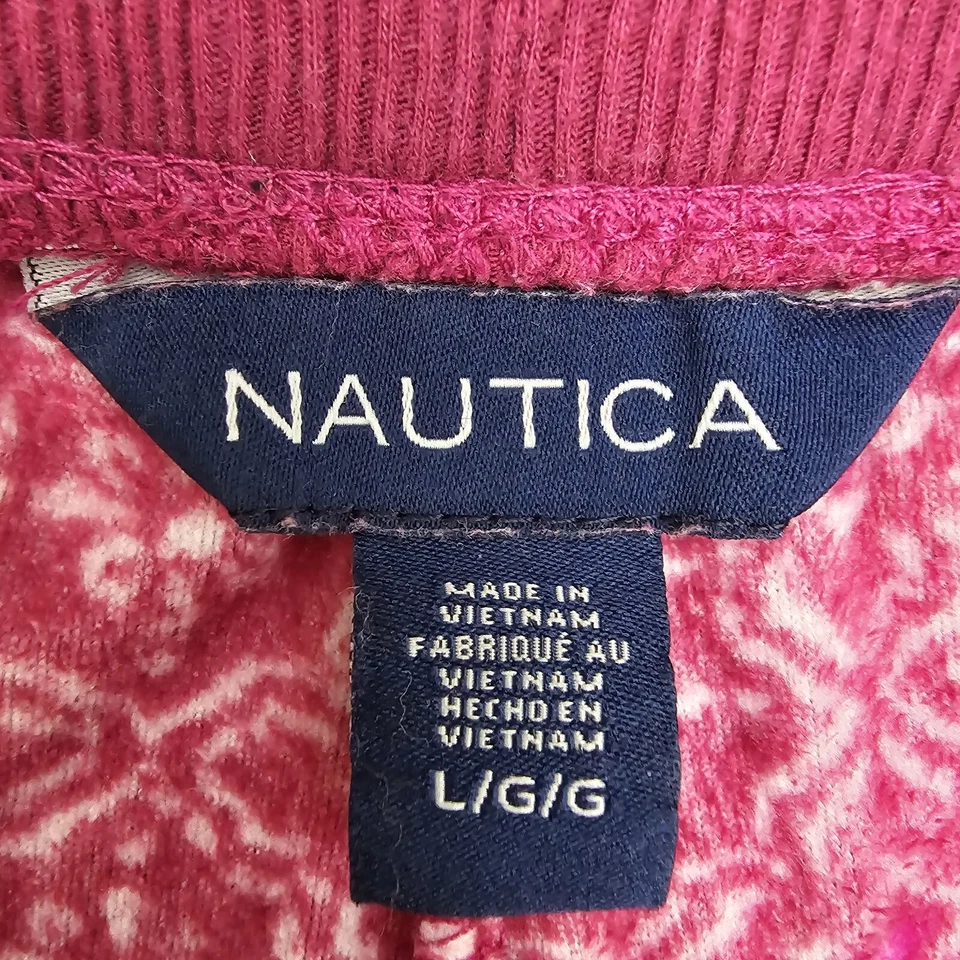 NAUTICA
MADE IN
VIETNAM
FABRIQUÉ AU
VIETNAM
HECHO EN
VIETNAM
L/G/G